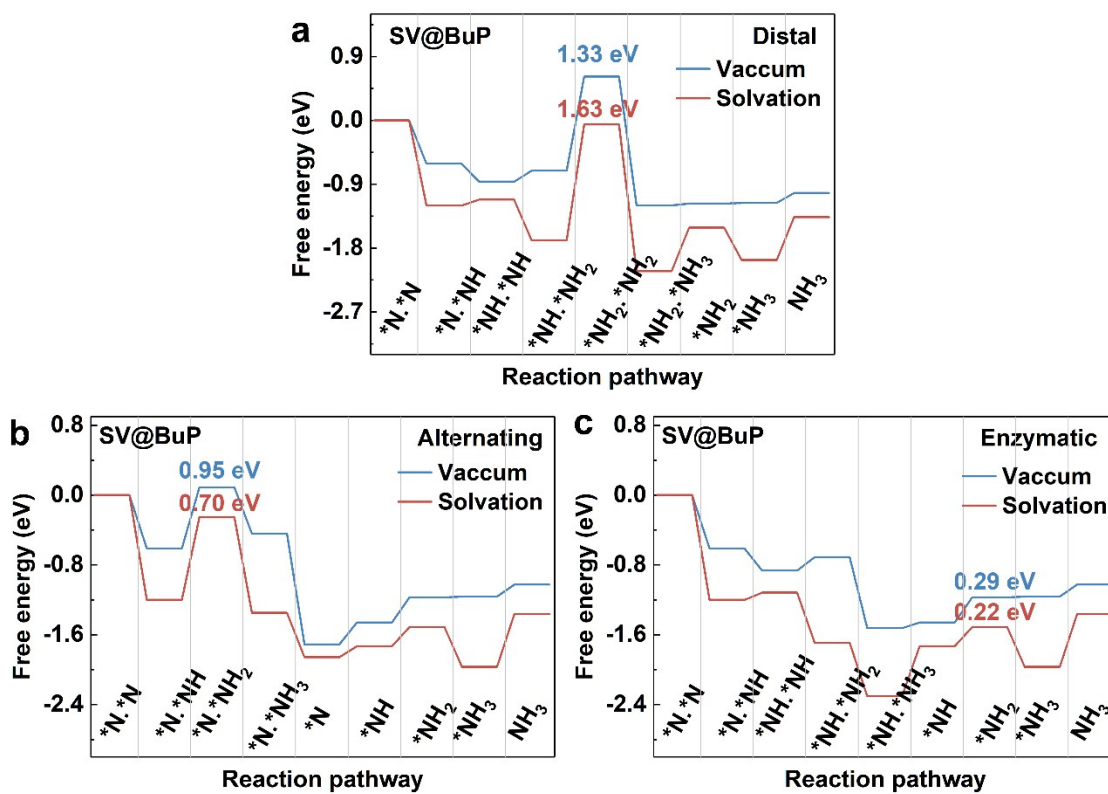 a
SV@BuP
Distal
1.33 eV
Vaccum
Solvation
1.63 eV
0.9
0.0
-0.9
-1.8
-2.7
Free energy (eV)
*N.*N
*N.*NH
*NH.*NH
*NH.*NH₂
*NH₂.*NH₂
*NH₂.*NH₃
*NH₂
*NH₃
NH₃
Reaction pathway
b
SV@BuP
Alternating
Vaccum
Solvation
0.95 eV
0.70 eV
0.8
0.0
-0.8
-1.6
-2.4
Free energy (eV)
*N.*N
*N.*NH
*N.*NH₂
*N.*NH₃
*N
*NH
*NH₂
*NH₃
NH₃
Reaction pathway
c
SV@BuP
Enzymatic
Vaccum
Solvation
0.29 eV
0.22 eV
0.8
0.0
-0.8
-1.6
-2.4
Free energy (eV)
*N.*N
*N.*NH
*NH.*NH
*NH.*NH₂
*NH.*NH₃
*NH
*NH₂
*NH₃
NH₃
Reaction pathway